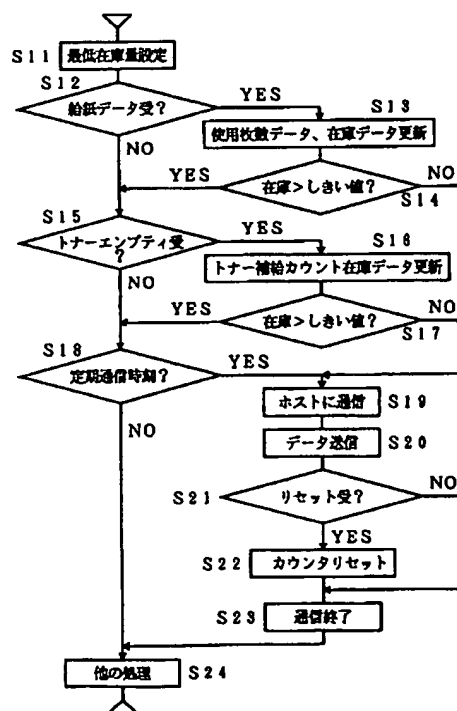 S11 最低在庫量設定
S12
給紙データ受? YES
S13
使用枚数データ、在庫データ更新
NO
YES 在庫>しきい値? NO
S14
S15
トナーエンプティ受? YES
S16
トナー補給カウント在庫データ更新
NO
YES 在庫>しきい値? NO
S17
S18
定期通信時刻? YES
ホストに通信 S19
NO
データ送信 S20
S21 リセット受? NO
YES
S22 カウンタリセット
S23 通信終了
他の処理 S24